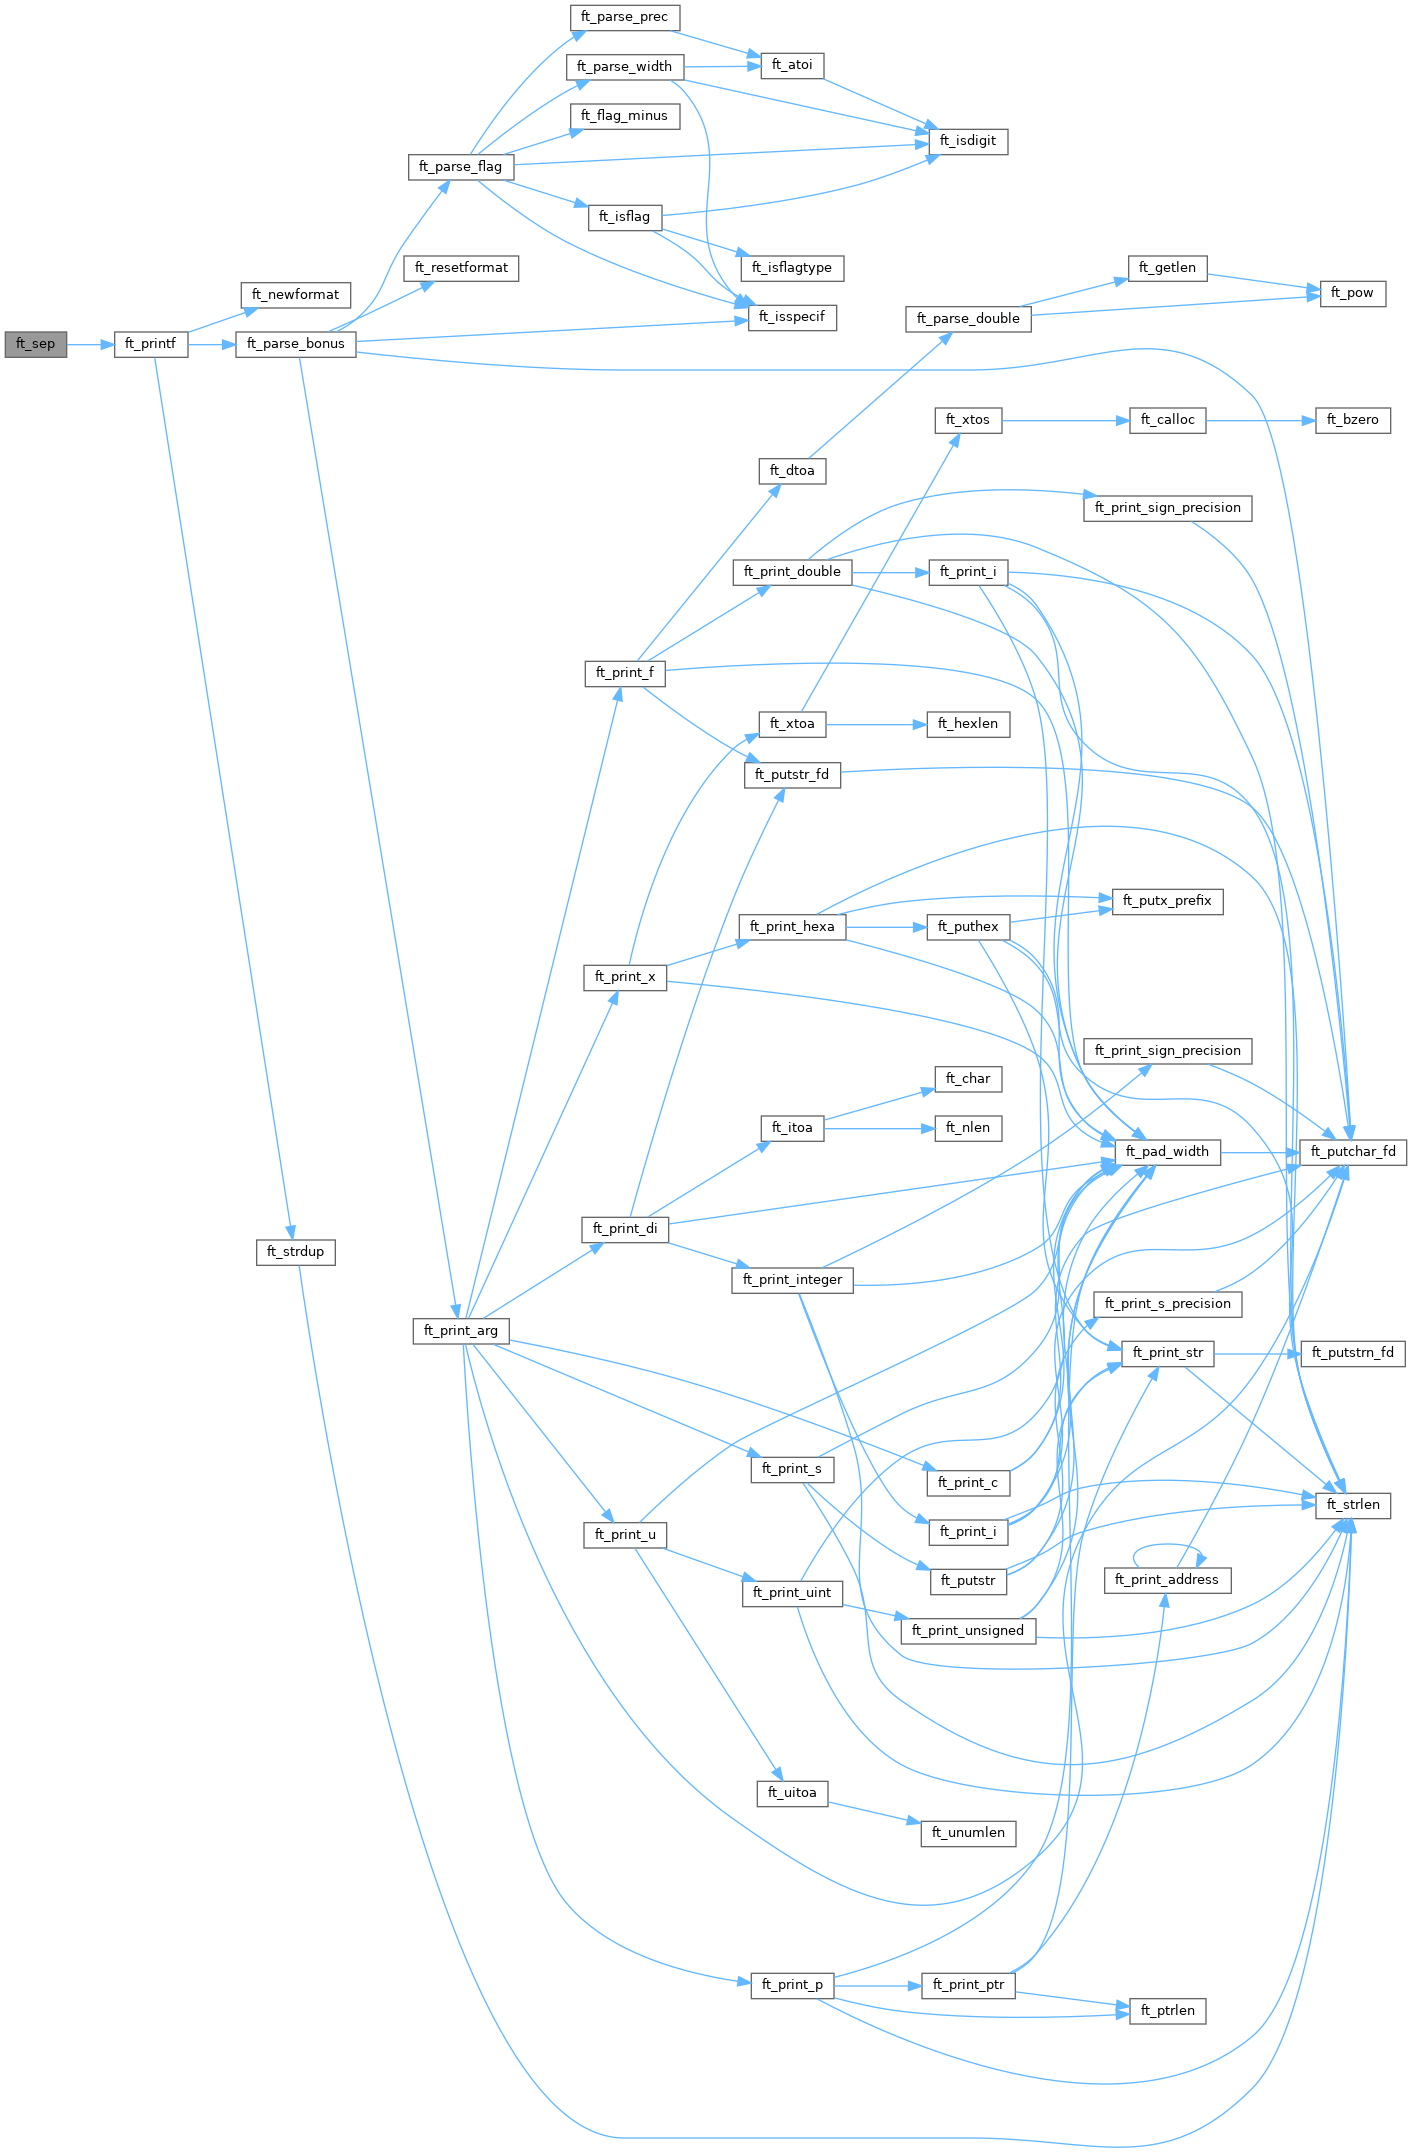 ft_parse_prec
ft_parse_width
ft_atoi
ft_flag_minus
ft_isdigit
ft_parse_flag
ft_isflag
ft_resetformat
ft_isflagtype
ft_getlen
ft_newformat
ft_pow
ft_isspecif
ft_parse_double
ft_sep
ft_printf
ft_parse_bonus
ft_xtos
ft_calloc
ft_bzero
ft_dtoa
ft_print_sign_precision
ft_print_double
ft_print_i
ft_print_f
ft_xtoa
ft_hexlen
ft_putstr_fd
ft_putx_prefix
ft_print_hexa
ft_puthex
ft_print_x
ft_print_sign_precision
ft_char
ft_itoa
ft_nlen
ft_pad_width
ft_putchar_fd
ft_print_di
ft_strdup
ft_print_integer
ft_print_s_precision
ft_print_arg
ft_print_str
ft_putstrn_fd
ft_print_s
ft_print_c
ft_strlen
ft_print_u
ft_print_i
ft_putstr
ft_print_address
ft_print_uint
ft_print_unsigned
ft_uitoa
ft_unumlen
ft_print_p
ft_print_ptr
ft_ptrlen